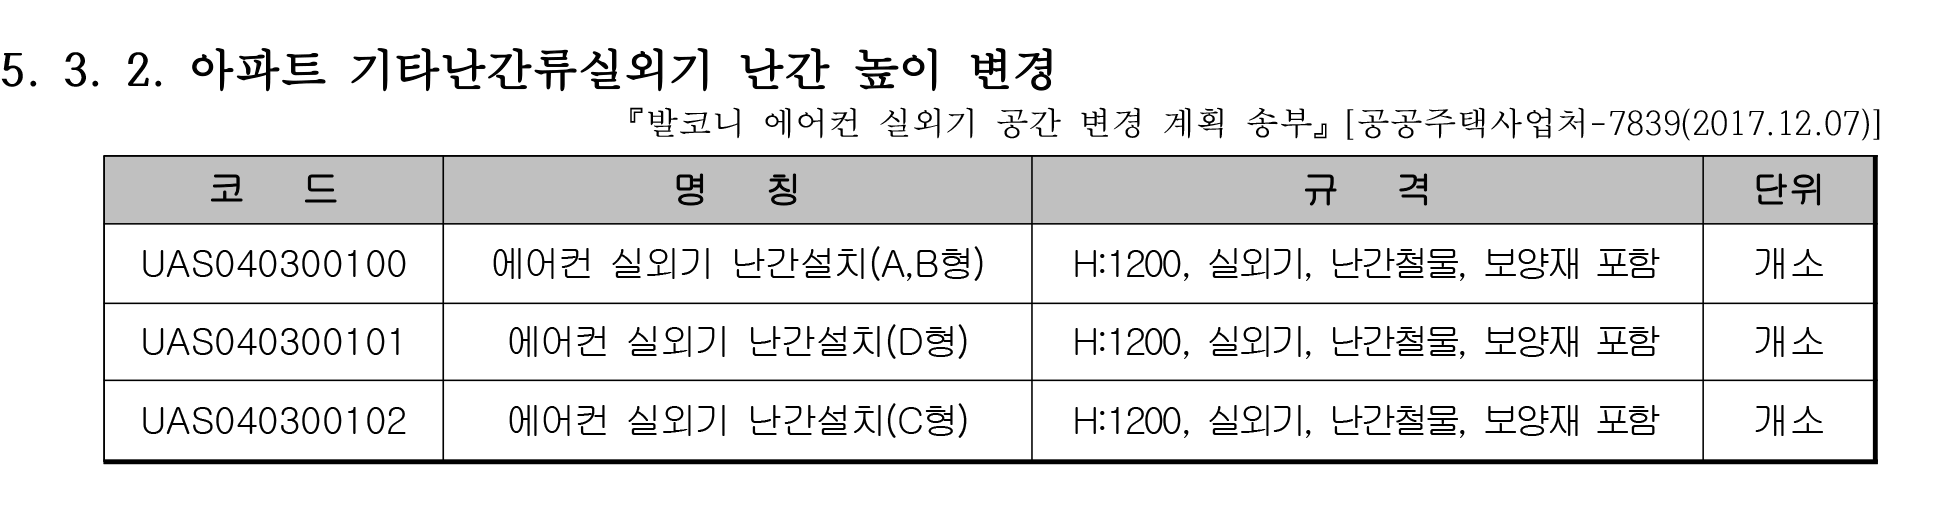 5. 3. 2. 아파트 기타난간류실외기 난간 높이 변경
『발코니 에어컨 실외기 공간 변경 계획 송부』[공공주택사업처-7839(2017.12.07)]
코 드 명 칭 규 격 단위
UAS040300100 에어컨 실외기 난간설치(A,B형) H:1200, 실외기, 난간철물, 보양재 포함 개소
UAS040300101 에어컨 실외기 난간설치(D형) H:1200, 실외기, 난간철물, 보양재 포함 개소
UAS040300102 에어컨 실외기 난간설치(C형) H:1200, 실외기, 난간철물, 보양재 포함 개소